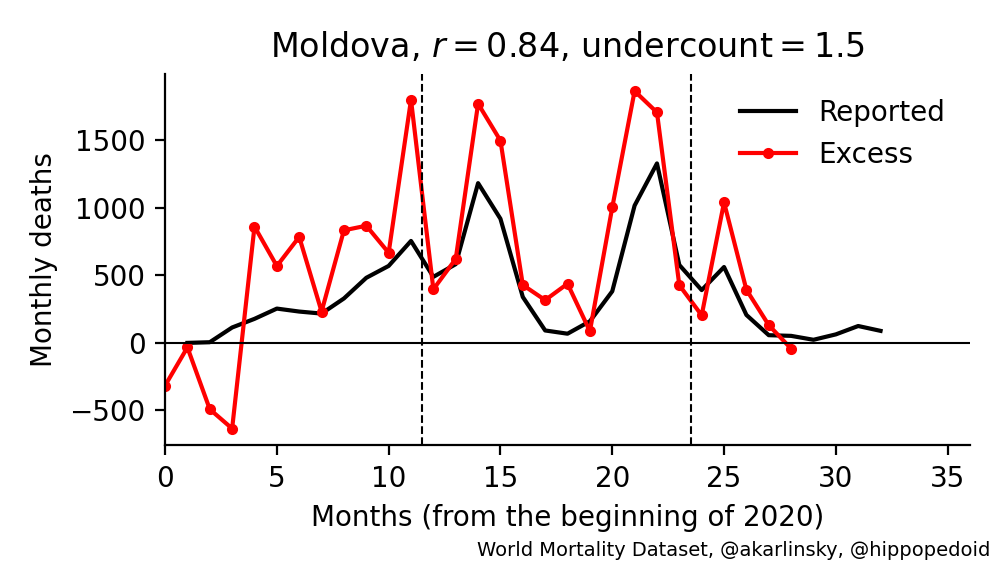 Moldova, r = 0.84, undercount = 1.5
Reported
Excess
Monthly deaths
1500
1000
500
0
−500
0 5 10 15 20 25 30 35
Months (from the beginning of 2020)
World Mortality Dataset, @akarlinsky, @hippopedoid